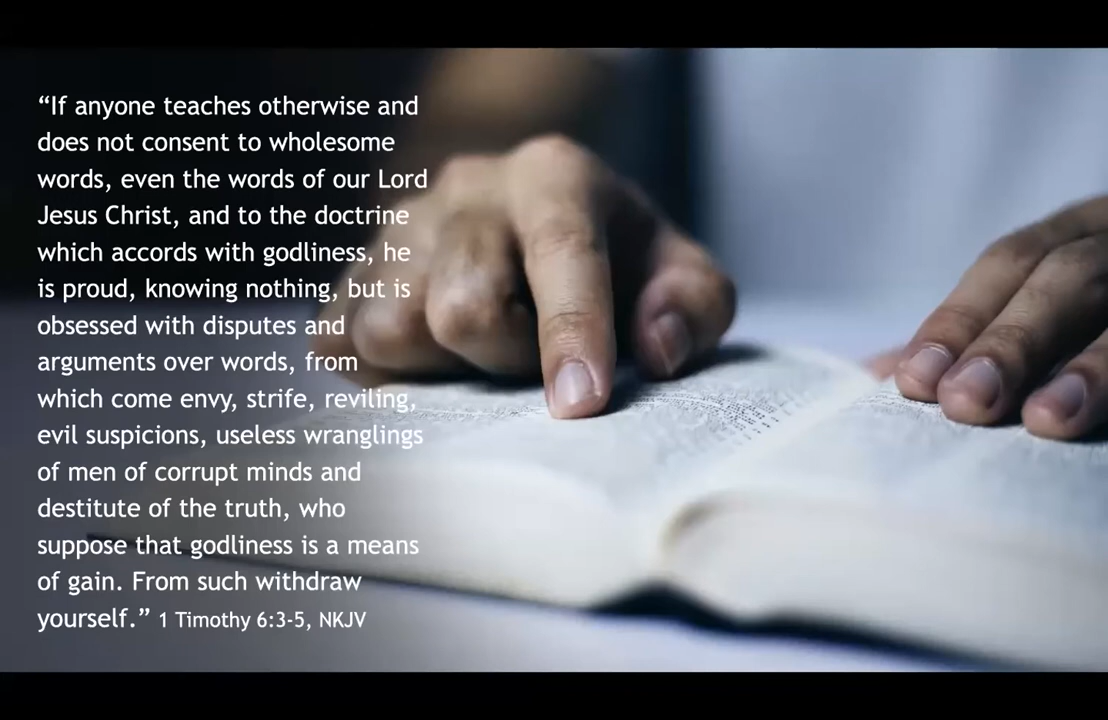 “If anyone teaches otherwise and
does not consent to wholesome
words, even the words of our Lord
Jesus Christ, and to the doctrine
which accords with godliness, he
is proud, knowing nothing, but is
obsessed with disputes and
arguments over words, from
which come envy, strife, reviling,
evil suspicions, useless wranglings
of men of corrupt minds and
destitute of the truth, who
suppose that godliness is a means
of gain. From such withdraw
yourself.” 1 Timothy 6:3-5, NKJV